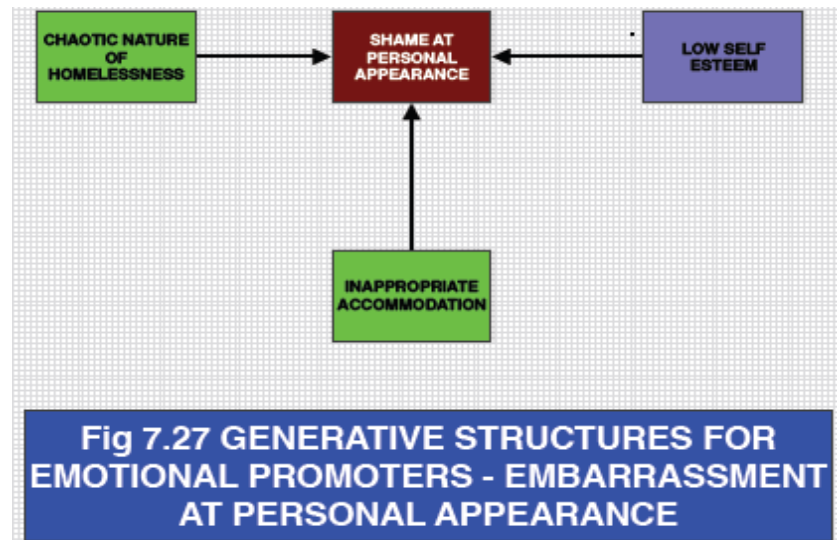 CHAOTIC NATURE
OF
HOMELESSNESS
SHAME AT
PERSONAL
APPEARANCE
LOW SELF
ESTEEM
INAPPROPRIATE
ACCOMMODATION
Fig 7.27 GENERATIVE STRUCTURES FOR
EMOTIONAL PROMOTERS - EMBARRASSMENT
AT PERSONAL APPEARANCE